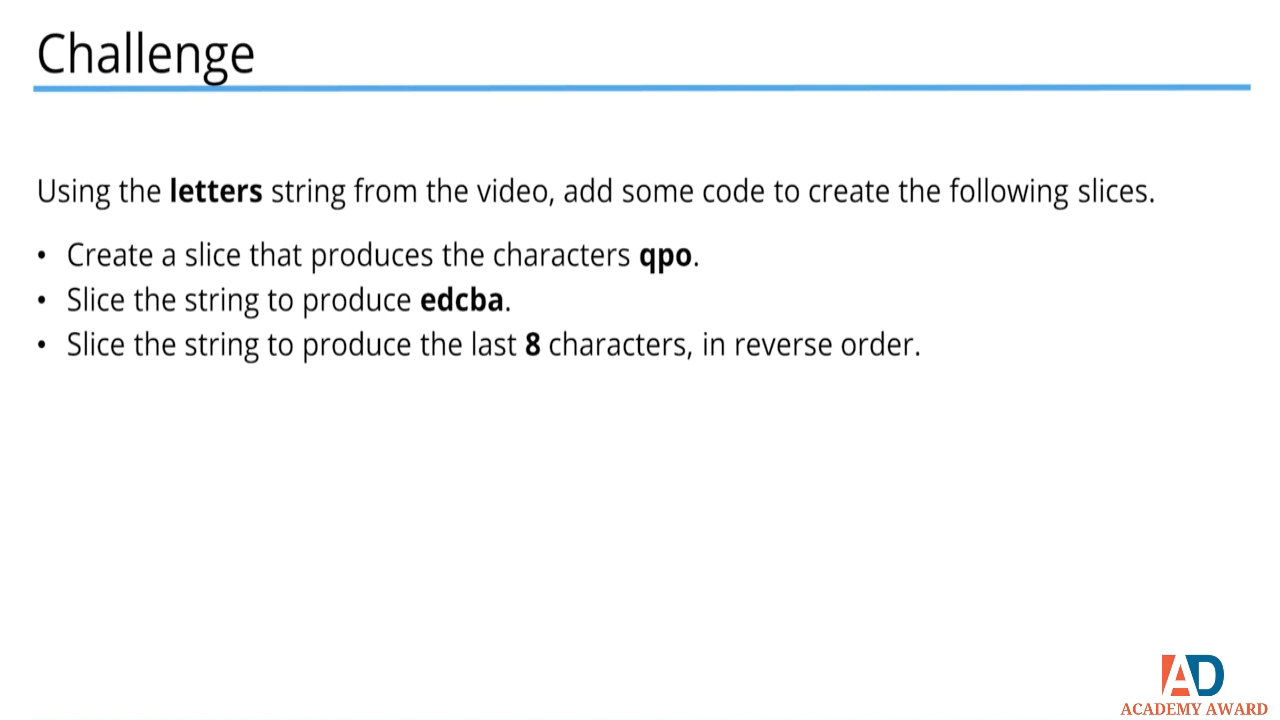 Challenge
Using the letters string from the video, add some code to create the following slices.
• Create a slice that produces the characters qpo.
• Slice the string to produce edcba.
• Slice the string to produce the last 8 characters, in reverse order.
AD
ACADEMY AWARD